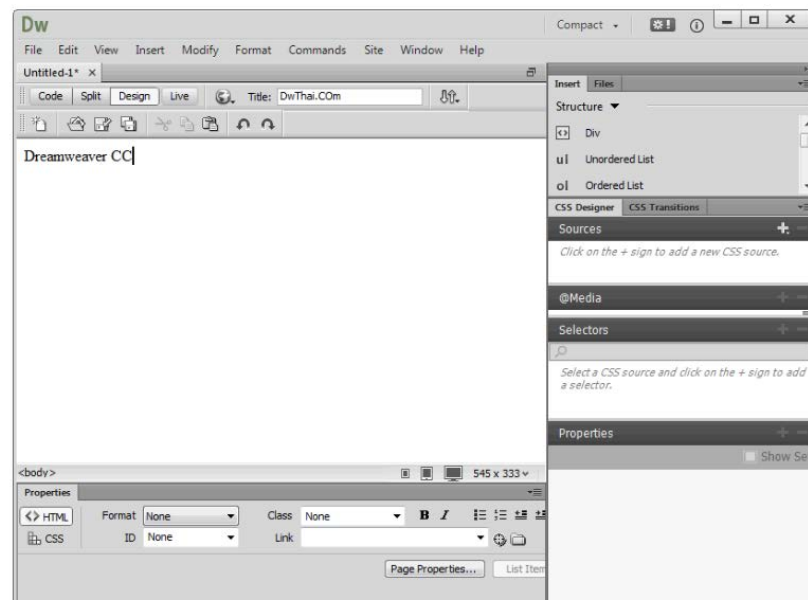 Dw
Compact
File Edit View Insert Modify Format Commands Site Window Help
Untitled-1* ×
Code Split Design Live Title: DwThai.COm
Dreamweaver CC
<body>
545 x 333
Properties
<> HTML Format None Class None B I
CSS ID None Link
Page Properties... List Item
Insert Files
Structure
Div
ul Unordered List
ol Ordered List
CSS Designer CSS Transitions
Sources
Click on the + sign to add a new CSS source.
@Media
Selectors
Select a CSS source and click on the + sign to add
a selector.
Properties
Show Se